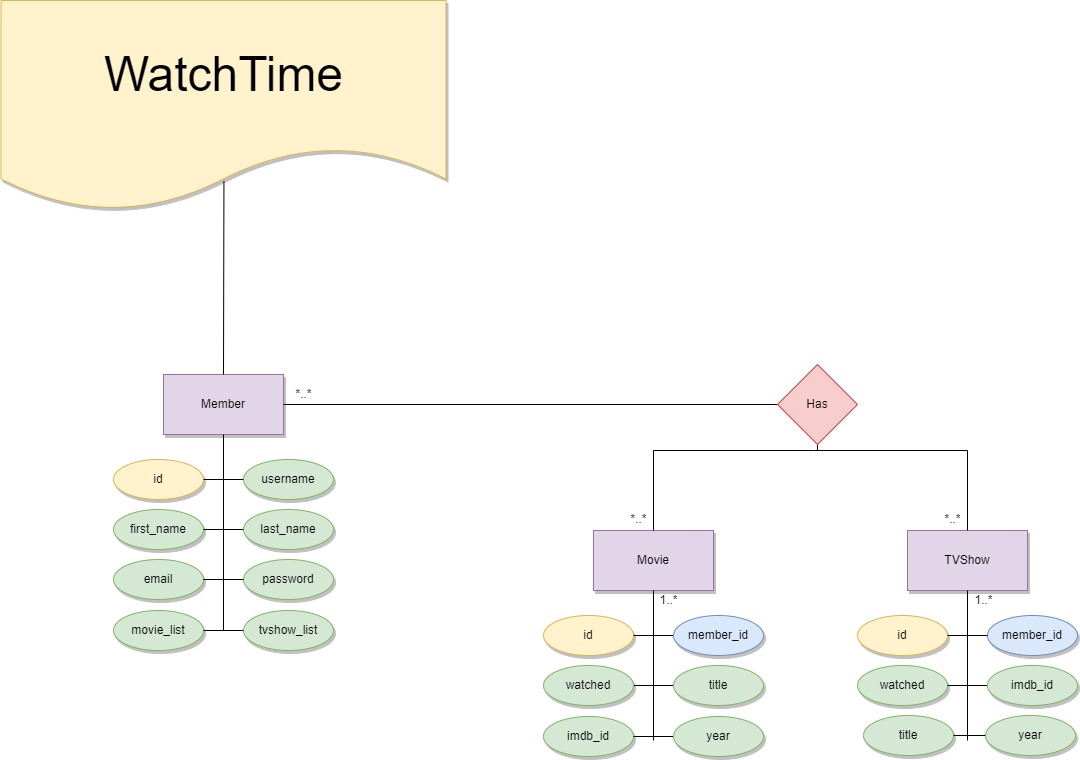 WatchTime
Member
*..*
Has
id
username
first_name
last_name
email
password
movie_list
tvshow_list
*..*
Movie
1..*
id
member_id
watched
title
imdb_id
year
*..*
TVShow
1..*
id
member_id
watched
imdb_id
title
year